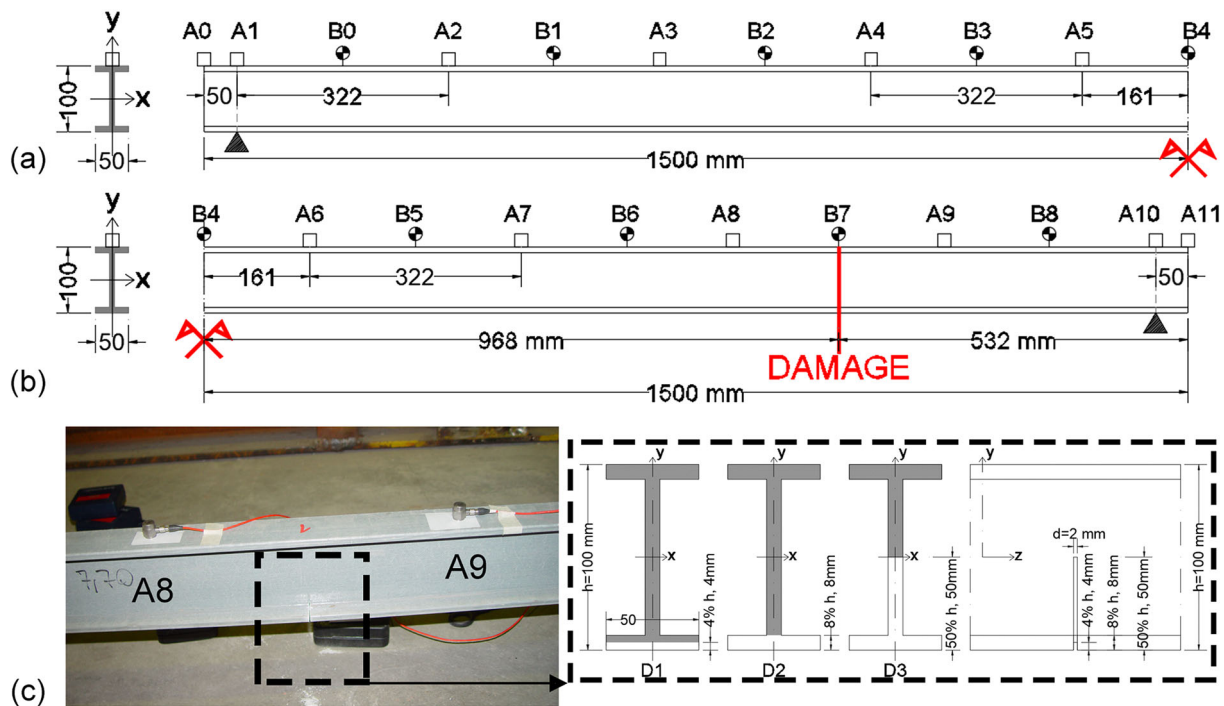 y
A0 A1 B0 A2 B1 A3 B2 A4 B3 A5 B4
x
100
50
50 322 322 161
1500 mm
(a)
y
B4 A6 B5 A7 B6 A8 B7 A9 B8 A10 A11
x
100
50
161 322 50
968 mm 532 mm
DAMAGE
1500 mm
(b)
2
7,70
A8
A9
(c)
y y y y
h=100 mm
x x x z
d=2 mm
50
4% h, 4mm
8% h, 8mm
50% h, 50mm
4% h, 4mm
8% h, 8mm
50% h, 50mm
h=100 mm
D1 D2 D3